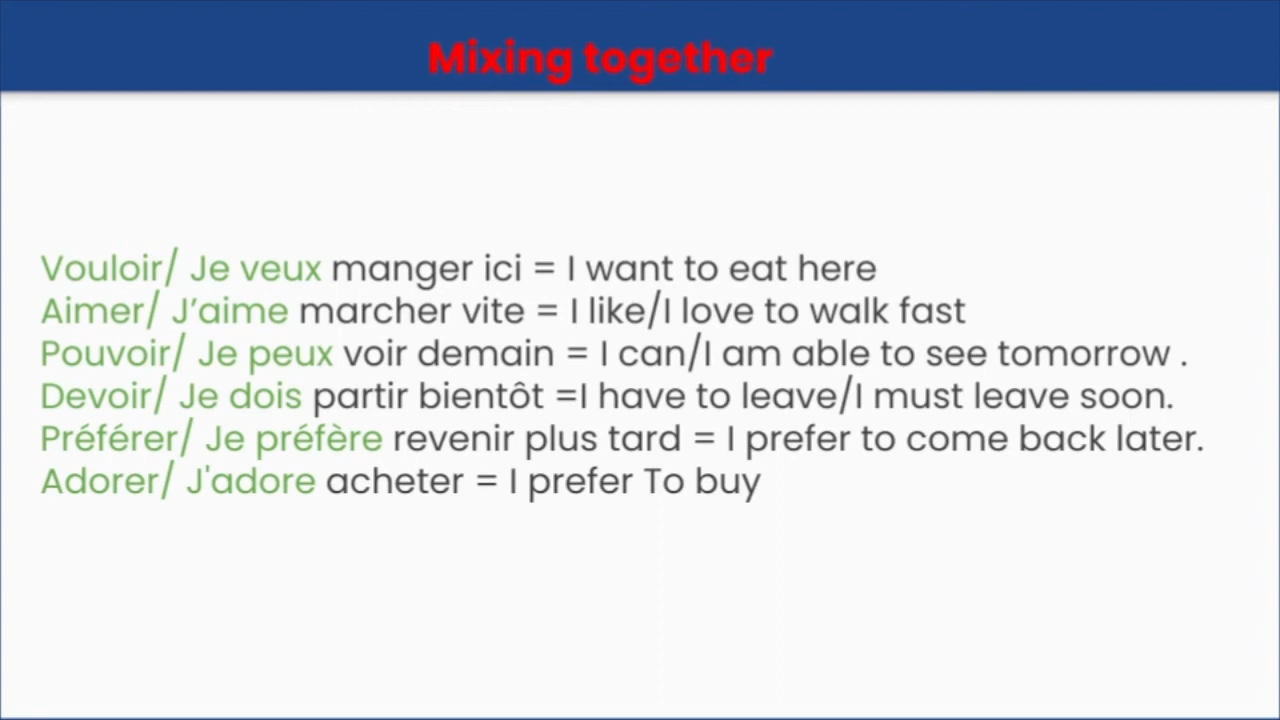 Mixing together
Vouloir/ Je veux manger ici = I want to eat here
Aimer/ J’aime marcher vite = I like/I love to walk fast
Pouvoir/ Je peux voir demain = I can/I am able to see tomorrow .
Devoir/ Je dois partir bientôt =I have to leave/I must leave soon.
Préférer/ Je préfère revenir plus tard = I prefer to come back later.
Adorer/ J'adore acheter = I prefer To buy